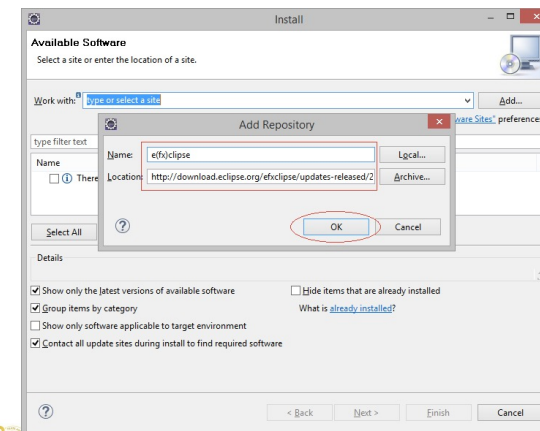 Install
Available Software
Select a site or enter the location of a site.
Work with: type or select a site
Add...
ware Sites" preference
Add Repository
type filter text
Name: e(fx)clipse
Local...
Name
There
Location: http://download.eclipse.org/efxclipse/updates-released/2
Archive...
OK
Cancel
Select All
Details
Show only the latest versions of available software
Hide items that are already installed
Group items by category
What is already installed?
Show only software applicable to target environment
Contact all update sites during install to find required software
< Back
Next >
Finish
Cancel